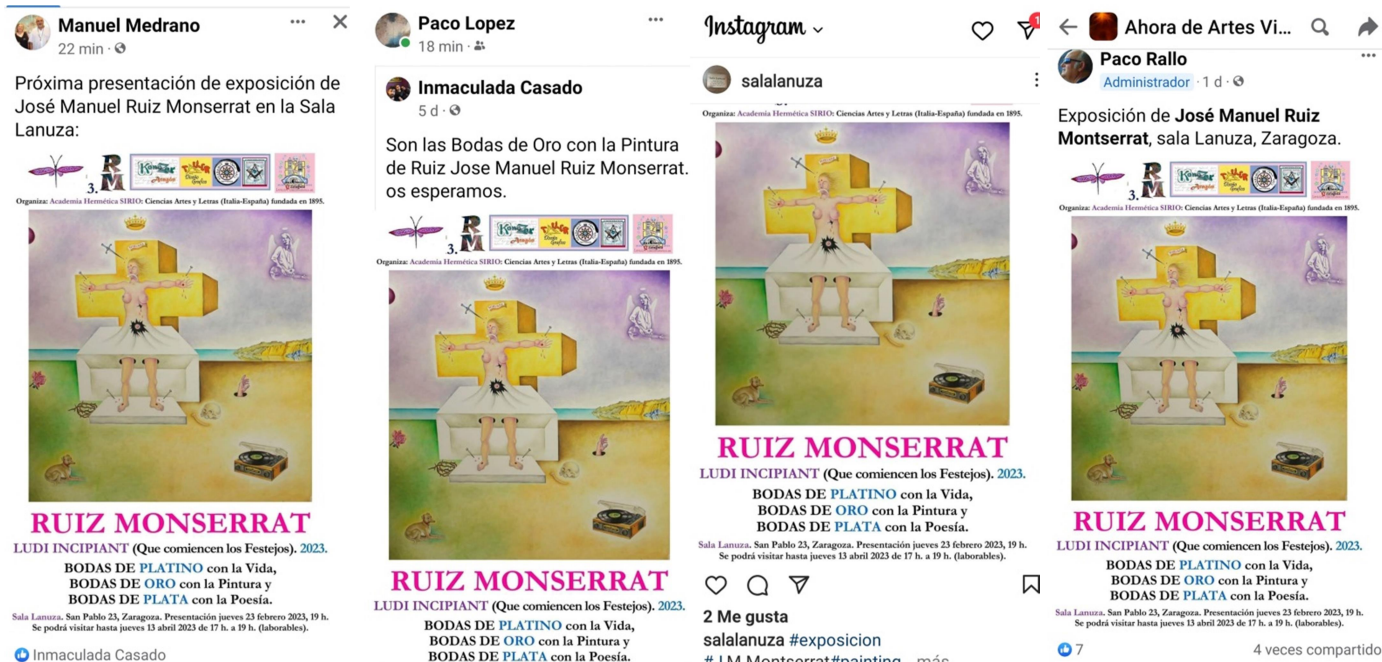 Manuel Medrano
22 min
Próxima presentación de exposición de
José Manuel Ruiz Monserrat en la Sala
Lanuza:
3.
R
M
Organiza: Academia Hermética SIRIO: Ciencias Artes y Letras (Italia-España) fundada en 1895.
RUIZ MONSERRAT
LUDI INCIPIANT (Que comiencen los Festejos). 2023.
BODAS DE PLATINO con la Vida,
BODAS DE ORO con la Pintura y
BODAS DE PLATA con la Poesía.
Sala Lanuza. San Pablo 23, Zaragoza. Presentación jueves 23 febrero 2023, 19 h.
Se podrá visitar hasta jueves 13 abril 2023 de 17 h. a 19 h. (laborables).
Inmaculada Casado
Paco Lopez
18 min
Inmaculada Casado
5 d
Son las Bodas de Oro con la Pintura
de Ruiz Jose Manuel Ruiz Monserrat.
os esperamos.
3.
R
M
Organiza: Academia Hermética SIRIO: Ciencias Artes y Letras (Italia-España) fundada en 1895.
RUIZ MONSERRAT
LUDI INCIPIANT (Que comiencen los Festejos). 2023.
BODAS DE PLATINO con la Vida,
BODAS DE ORO con la Pintura y
BODAS DE PLATA con la Poesía.
Instagram
1
salalanuza
Organiza: Academia Hermética SIRIO: Ciencias Artes y Letras (Italia-España) fundada en 1895.
RUIZ MONSERRAT
LUDI INCIPIANT (Que comiencen los Festejos). 2023.
BODAS DE PLATINO con la Vida,
BODAS DE ORO con la Pintura y
BODAS DE PLATA con la Poesía.
Sala Lanuza. San Pablo 23, Zaragoza. Presentación jueves 23 febrero 2023, 19 h.
Se podrá visitar hasta jueves 13 abril 2023 de 17 h. a 19 h. (laborables).
2 Me gusta
salalanuza #exposicion
#J.M.Montserrat#painting... más
Ahora de Artes Vi...
Paco Rallo
Administrador · 1 d
Exposición de José Manuel Ruiz
Montserrat, sala Lanuza, Zaragoza.
3.
R
M
Organiza: Academia Hermética SIRIO: Ciencias Artes y Letras (Italia-España) fundada en 1895.
RUIZ MONSERRAT
LUDI INCIPIANT (Que comiencen los Festejos). 2023.
BODAS DE PLATINO con la Vida,
BODAS DE ORO con la Pintura y
BODAS DE PLATA con la Poesía.
Sala Lanuza. San Pablo 23, Zaragoza. Presentación jueves 23 febrero 2023, 19 h.
Se podrá visitar hasta jueves 13 abril 2023 de 17 h. a 19 h. (laborables).
7
4 veces compartido